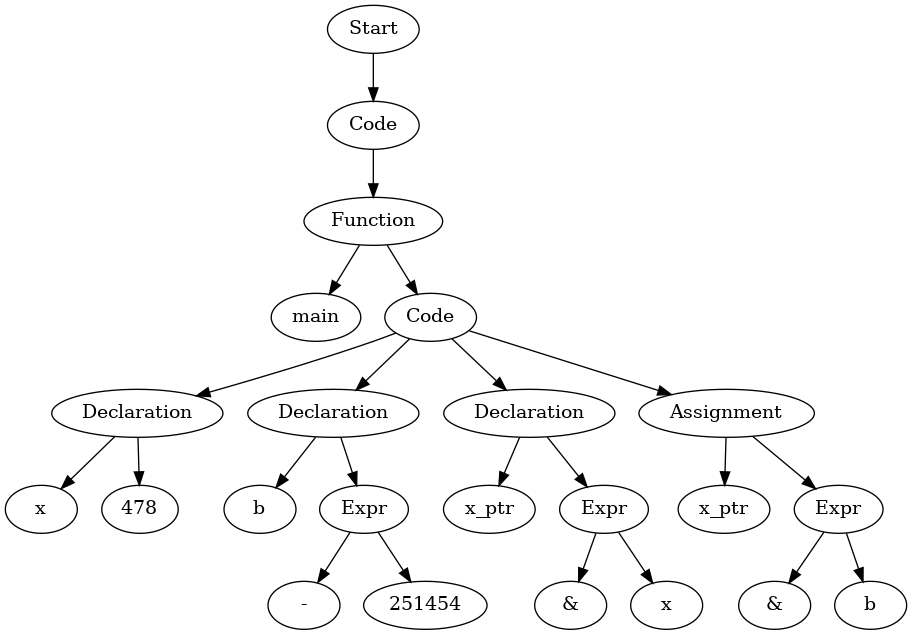 Start
Code
Function
main Code
Declaration Declaration Declaration Assignment
x 478 b Expr x_ptr Expr x_ptr Expr
- 251454 & x & b